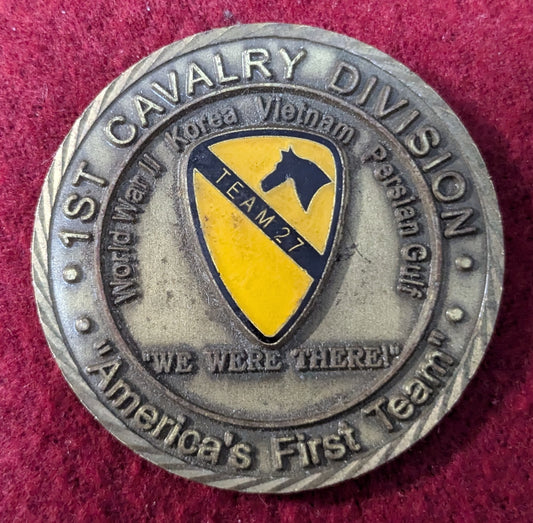 1ST CAVALRY DIVISION
World War II Korea Vietnam Persian Gulf
TEAM 27
"WE WERE THERE!"
"America's First Team"